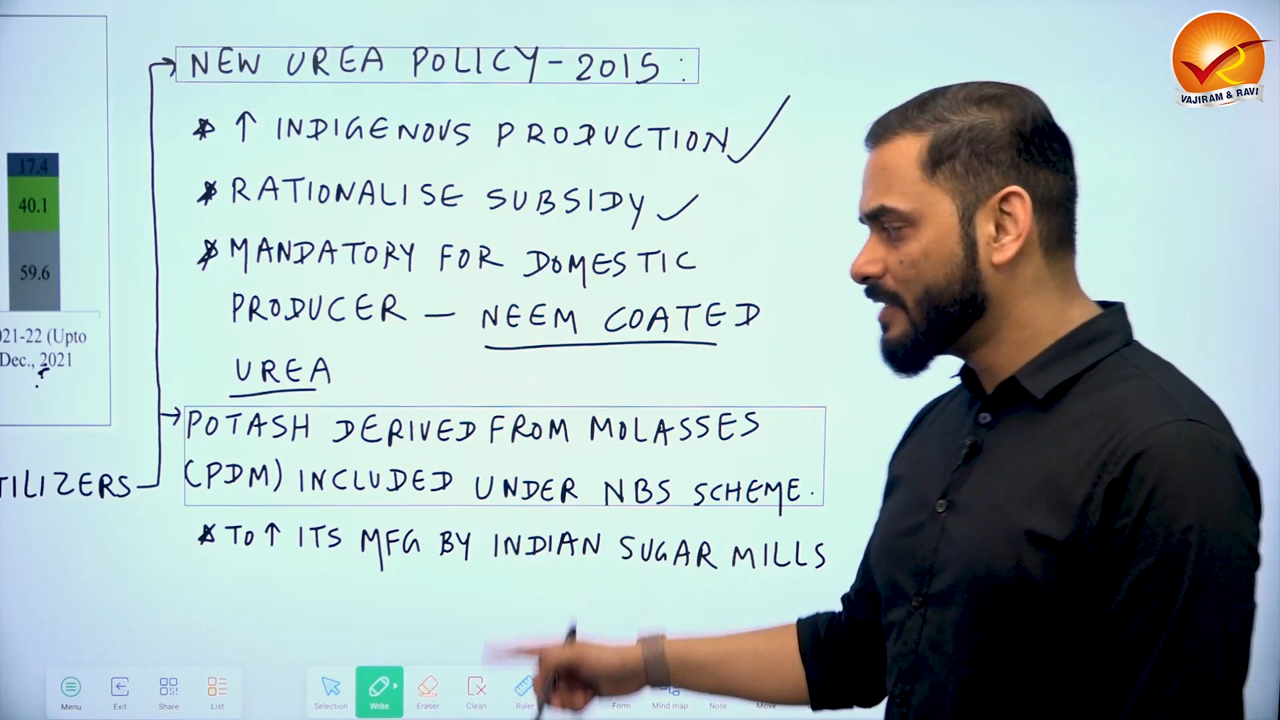 VAJIRAM & RAVI
NEW UREA POLICY - 2015 :
* ↑ INDIGENOUS PRODUCTION ✓
* RATIONALISE SUBSIDY ✓
* MANDATORY FOR DOMESTIC
PRODUCER — NEEM COATED
UREA
POTASH DERIVED FROM MOLASSES
(PDM) INCLUDED UNDER NBS SCHEME.
* TO ↑ ITS MFG BY INDIAN SUGAR MILLS
17.4
40.1
59.6
021-22 (Upto
Dec., 2021
?
TILIZERS
Menu
Exit
Share
List
Selection
Write
Eraser
Clean
Ruler
Form
Mind map
Note
Move